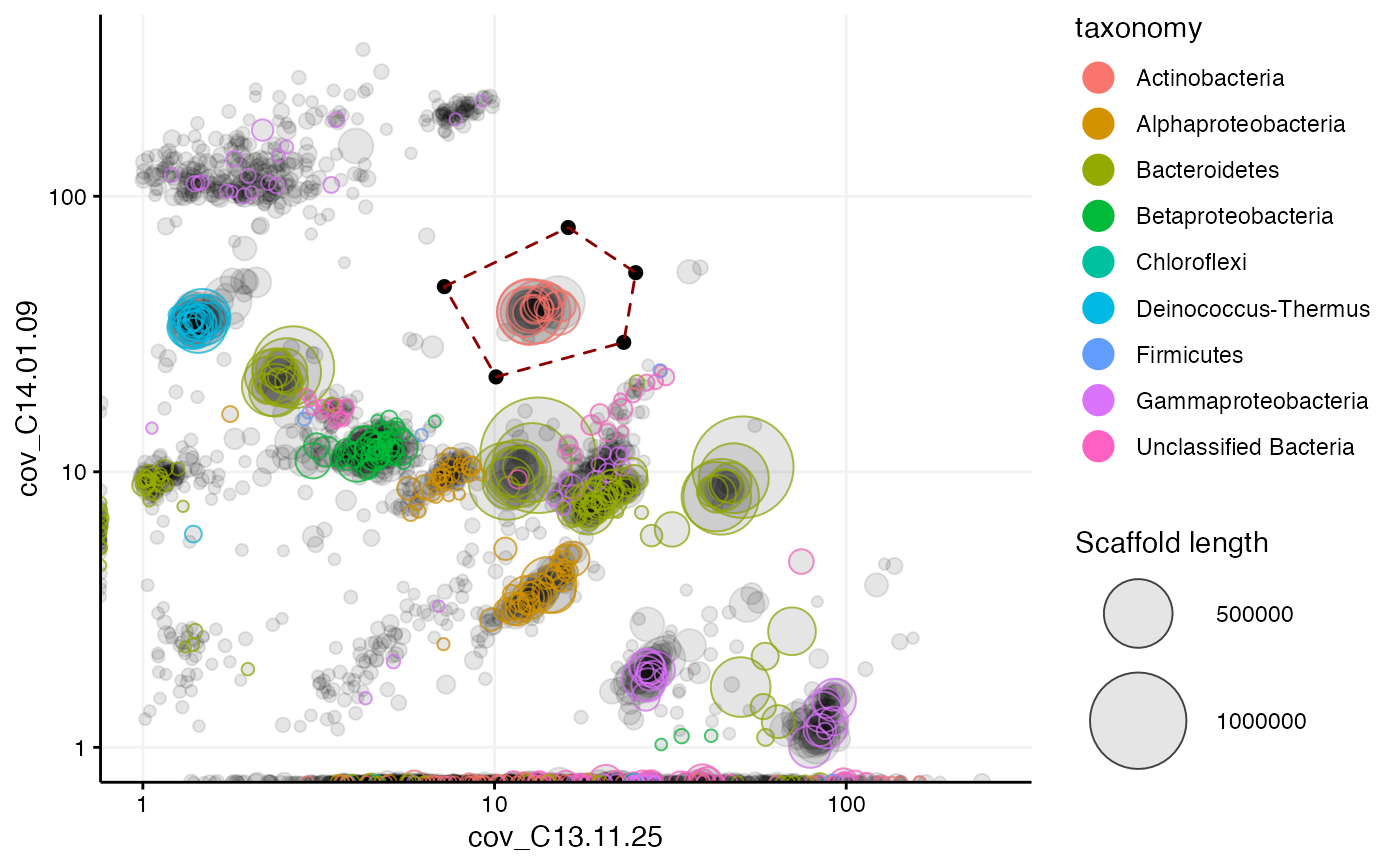 100
10
1
cov_C14.01.09
1
10
100
cov_C13.11.25
taxonomy
Actinobacteria
Alphaproteobacteria
Bacteroidetes
Betaproteobacteria
Chloroflexi
Deinococcus-Thermus
Firmicutes
Gammaproteobacteria
Unclassified Bacteria
Scaffold length
500000
1000000